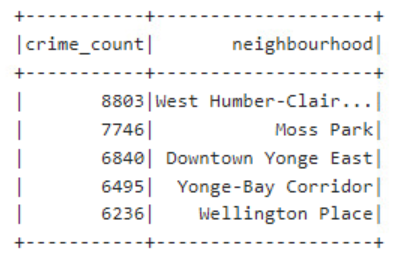 +-----------+--------------------+
|crime_count|       neighbourhood|
+-----------+--------------------+
|       8803|West Humber-Clair...|
|       7746|           Moss Park|
|       6840| Downtown Yonge East|
|       6495|  Yonge-Bay Corridor|
|       6236|    Wellington Place|
+-----------+--------------------+